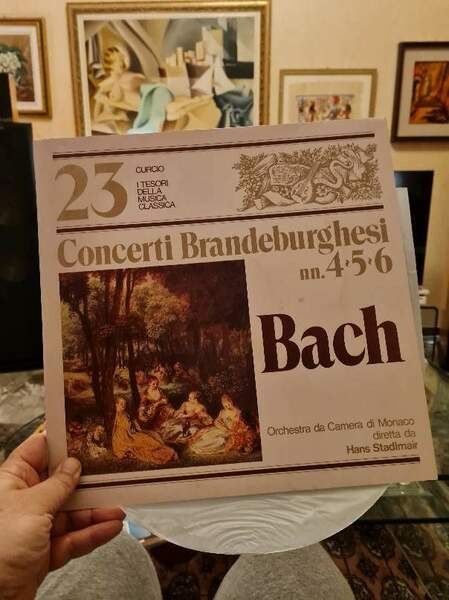 23
CURCIO
I TESORI
DELLA
MUSICA
CLASSICA
Concerti Brandeburghesi
nn. 4·5·6
Bach
Orchestra da Camera di Monaco
diretta da
Hans Stadlmair